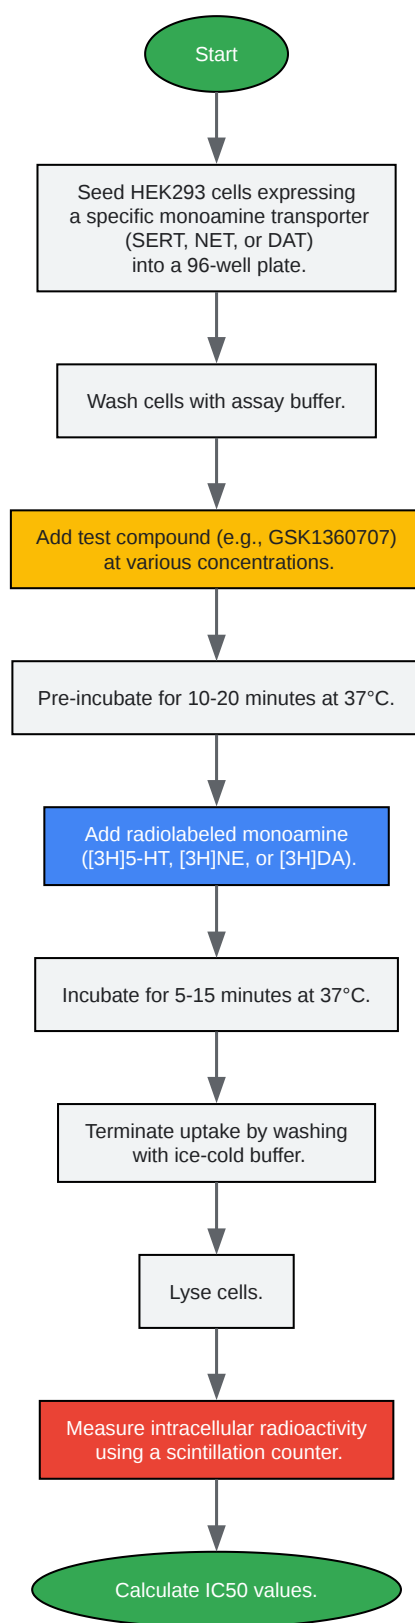 Start
Seed HEK293 cells expressing
a specific monoamine transporter
(SERT, NET, or DAT)
into a 96-well plate.
Wash cells with assay buffer.
Add test compound (e.g., GSK1360707)
at various concentrations.
Pre-incubate for 10-20 minutes at 37°C.
Add radiolabeled monoamine
([3H]5-HT, [3H]NE, or [3H]DA).
Incubate for 5-15 minutes at 37°C.
Terminate uptake by washing
with ice-cold buffer.
Lyse cells.
Measure intracellular radioactivity
using a scintillation counter.
Calculate IC50 values.